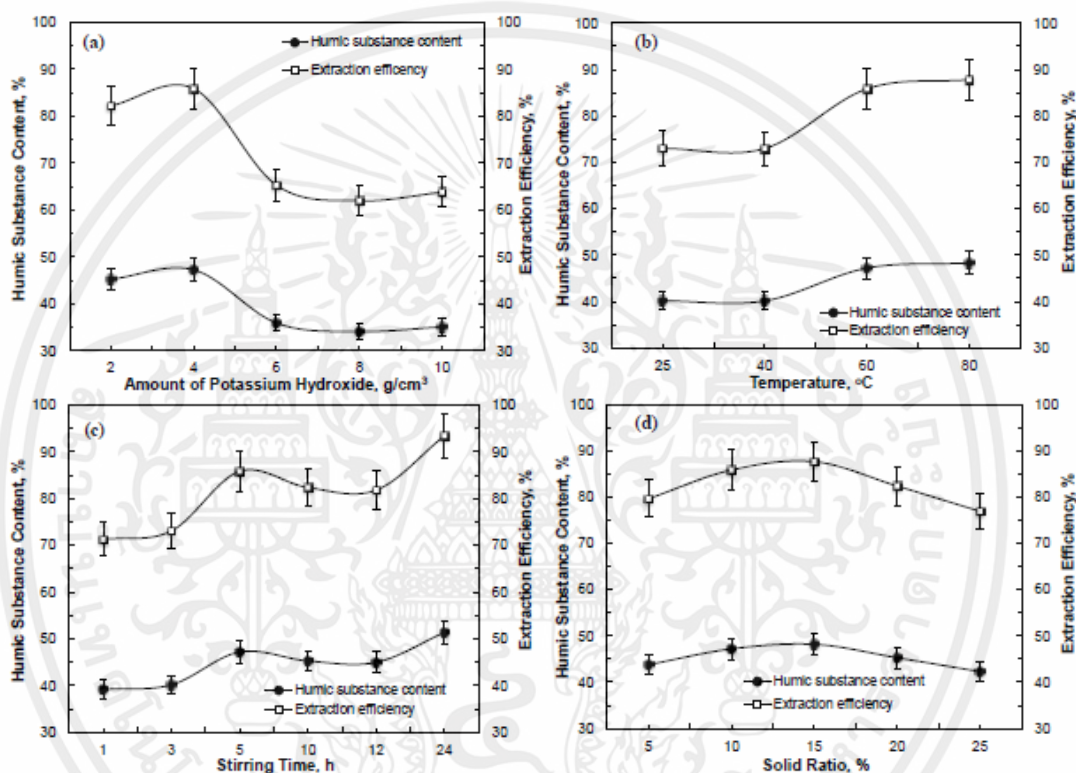 (a)
Humic substance content
Extraction efficency
100
90
80
70
60
50
40
30
100
90
80
70
60
50
40
30
Humic Substance Content, %
Extraction Efficiency, %
2 4 6 8 10
Amount of Potassium Hydroxide, g/cm³
(b)
100
90
80
70
60
50
40
30
100
90
80
70
60
50
40
30
Humic Substance Content, %
Extraction Efficiency, %
Humic substance content
Extraction efficiency
25 40 60 80
Temperature, °C
(c)
100
90
80
70
60
50
40
30
100
90
80
70
60
50
40
30
Humic Substance Content, %
Extraction Efficiency, %
Humic substance content
Extraction efficiency
1 3 5 10 12 24
Stirring Time, h
(d)
100
90
80
70
60
50
40
30
100
90
80
70
60
50
40
30
Humic Substance Content, %
Extraction Efficiency, %
Humic substance content
Extraction efficiency
5 10 15 20 25
Solid Ratio, %